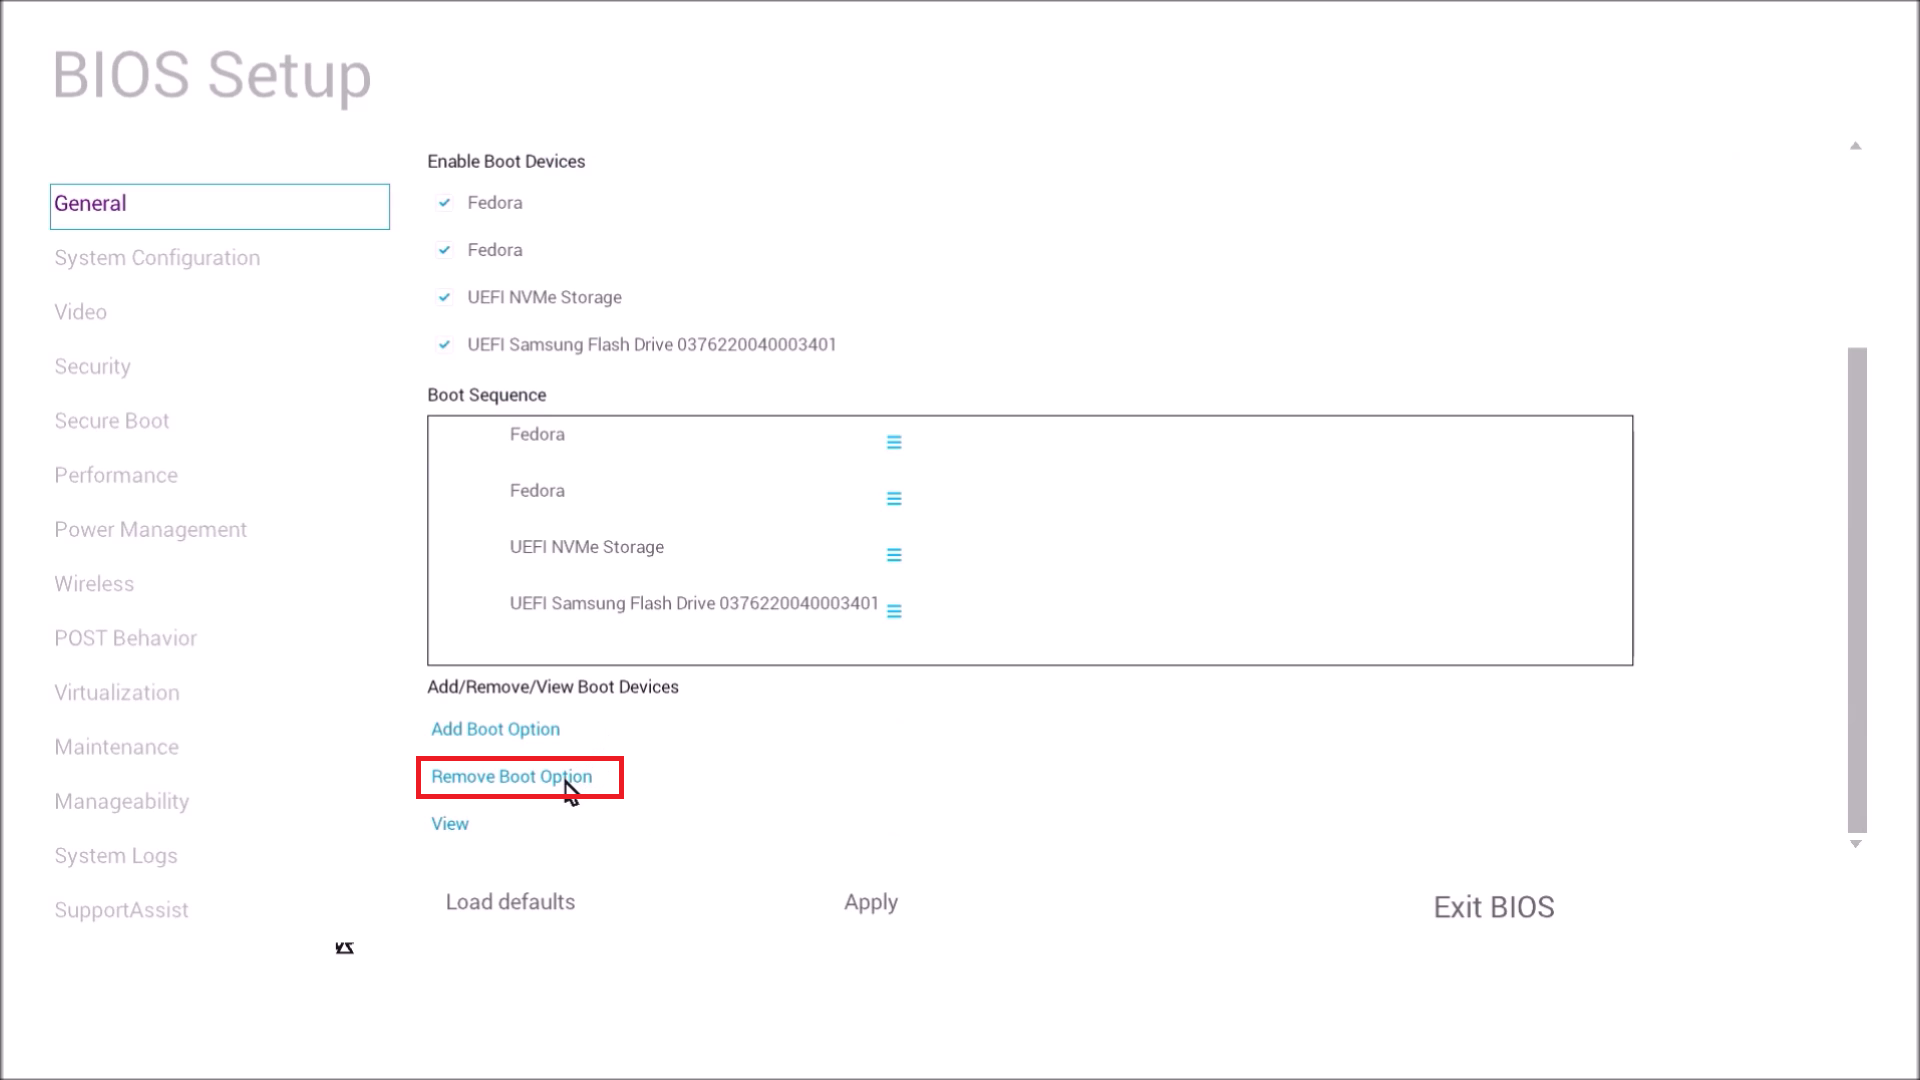 BIOS Setup
General
System Configuration
Video
Security
Secure Boot
Performance
Power Management
Wireless
POST Behavior
Virtualization
Maintenance
Manageability
System Logs
SupportAssist
Enable Boot Devices
Fedora
Fedora
UEFI NVMe Storage
UEFI Samsung Flash Drive 0376220040003401
Boot Sequence
Fedora
Fedora
UEFI NVMe Storage
UEFI Samsung Flash Drive 0376220040003401
Add/Remove/View Boot Devices
Add Boot Option
Remove Boot Option
View
Load defaults
Apply
Exit BIOS